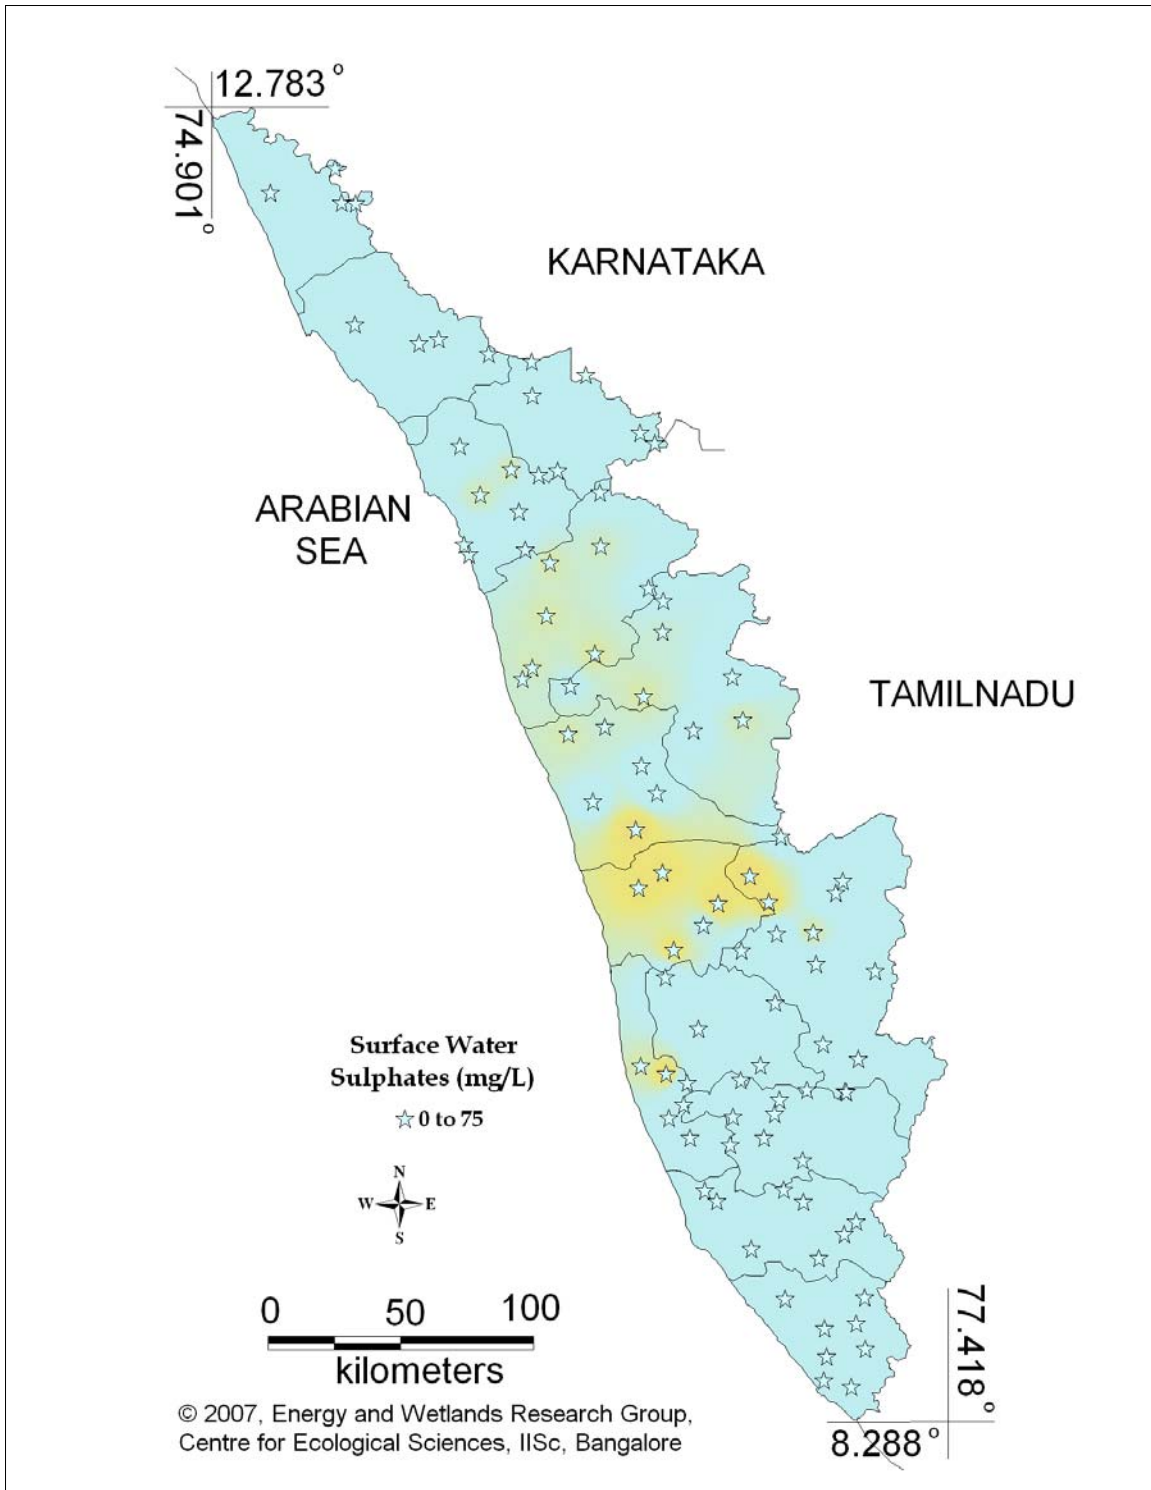 12.783 °
74.901 °
KARNATAKA
ARABIAN
SEA
TAMILNADU
Surface Water
Sulphates (mg/L)
0 to 75
N
W E
S
0 50 100
kilometers
77.418 °
8.288 °
© 2007, Energy and Wetlands Research Group,
Centre for Ecological Sciences, IISc, Bangalore